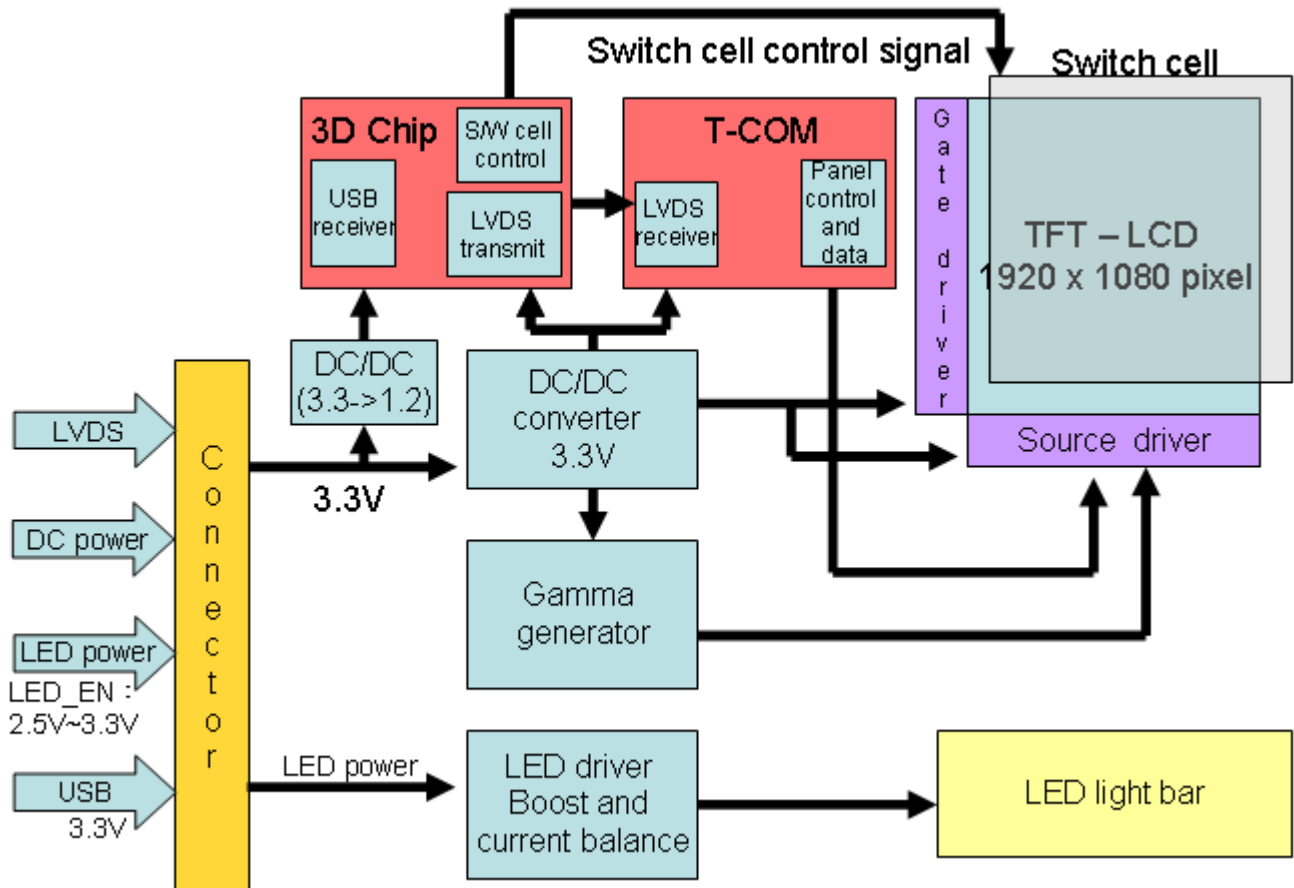 Switch cell control signal
Switch cell
3D Chip
S/W cell
control
USB
receiver
LVDS
transmit
T-COM
LVDS
receiver
Panel
control
and
data
Gate driver
TFT – LCD
1920 x 1080 pixel
Source driver
DC/DC
(3.3->1.2)
DC/DC
converter
3.3V
3.3V
Connector
LVDS
DC power
LED power
LED_EN :
2.5V~3.3V
USB
3.3V
Gamma
generator
LED power
LED driver
Boost and
current balance
LED light bar